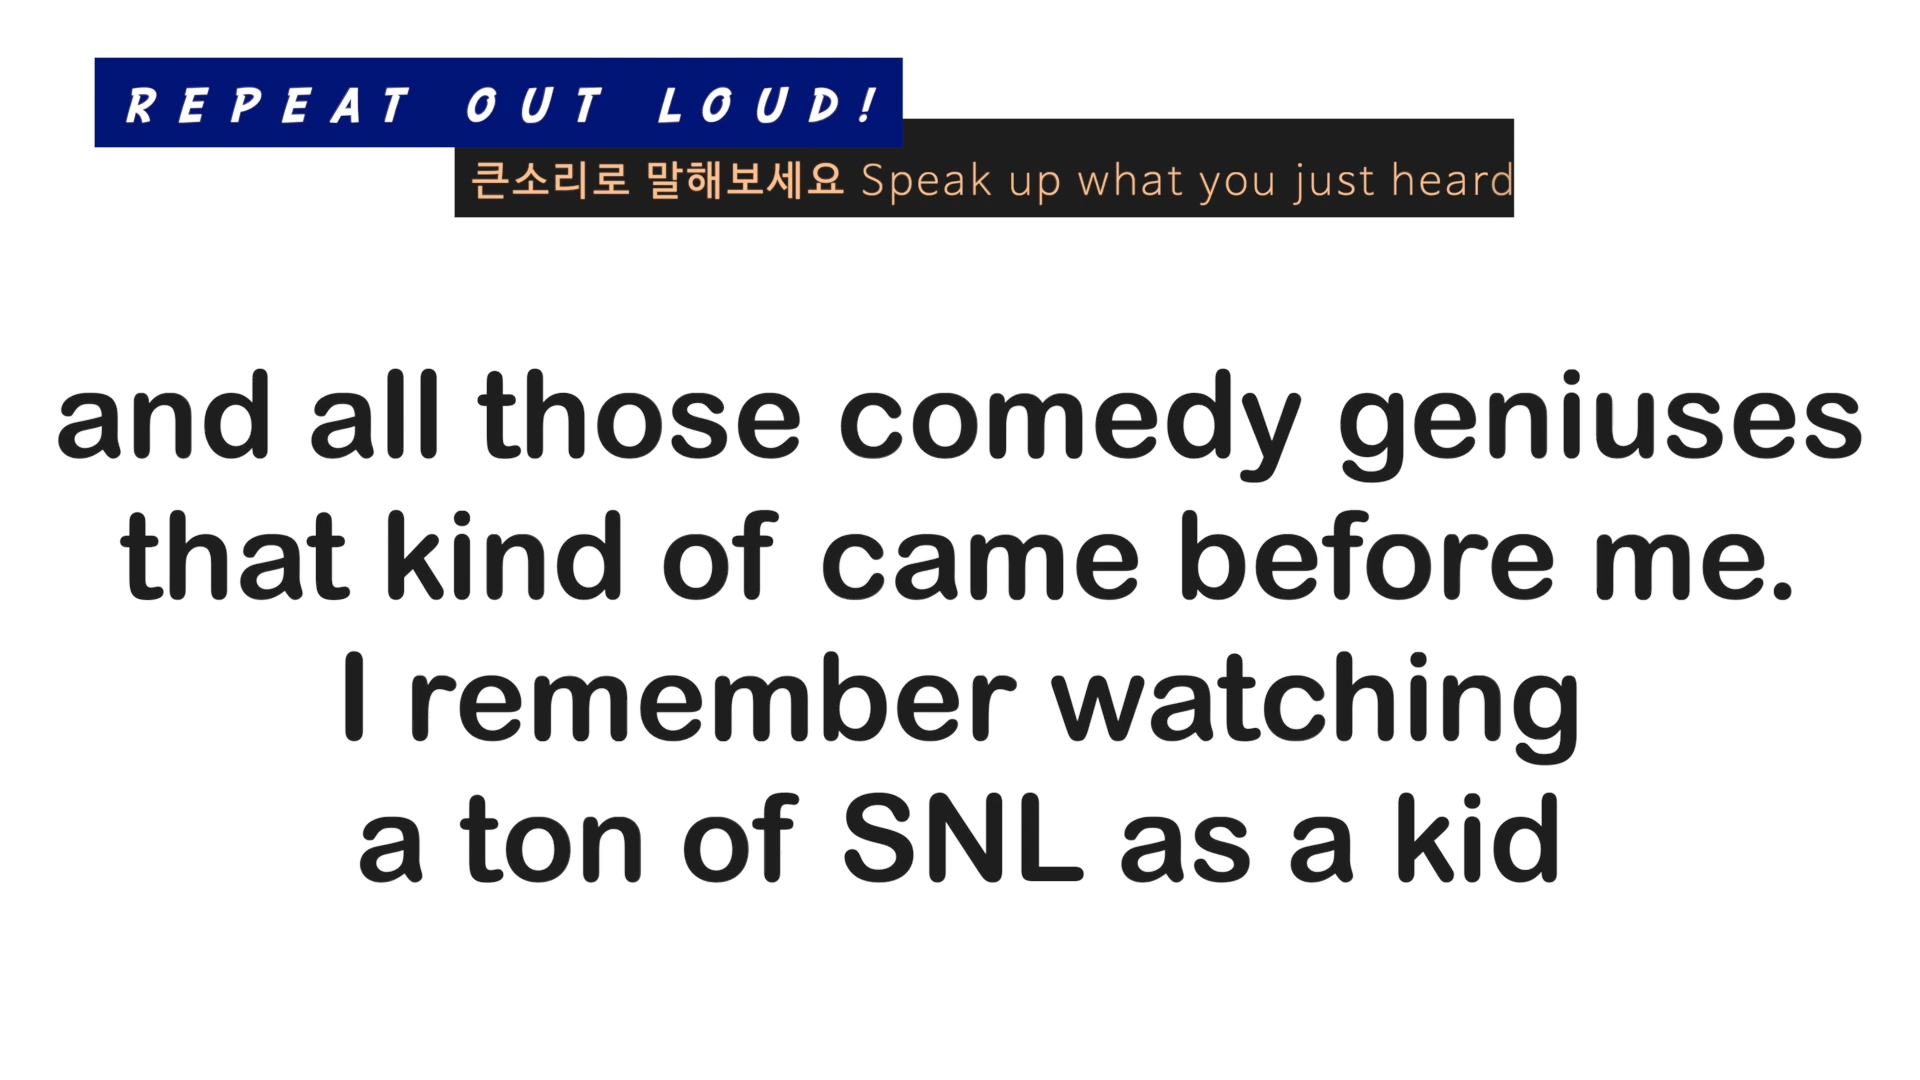 REPEAT OUT LOUD!
큰소리로 말해보세요 Speak up what you just heard
and all those comedy geniuses
that kind of came before me.
I remember watching
a ton of SNL as a kid